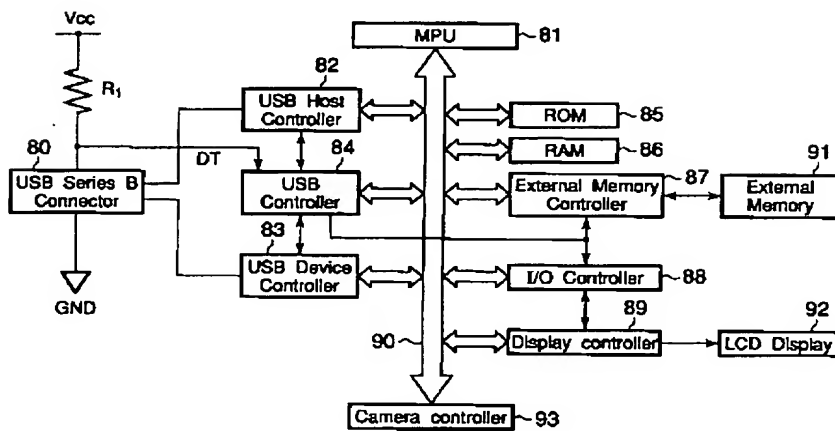 Vcc
R1
MPU
81
82
USB Host
Controller
80
DT
84
USB Series B
Connector
USB
Controller
83
USB Device
Controller
GND
ROM
85
RAM
86
87
91
External Memory
Controller
External
Memory
I/O Controller
88
89
92
90
Display controller
LCD Display
Camera controller
93